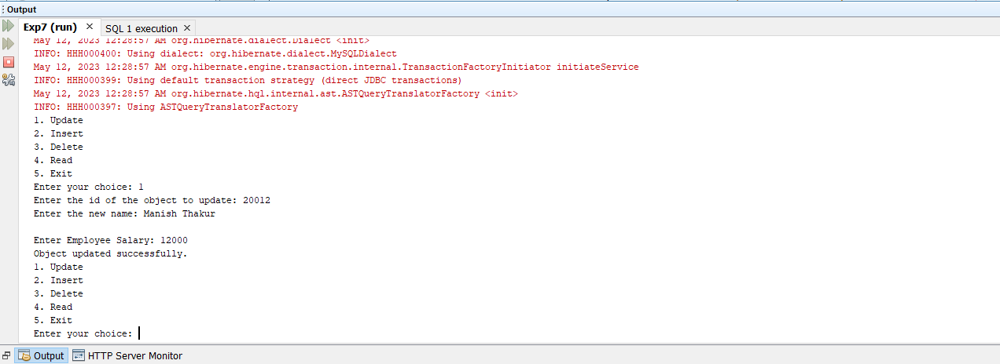 Output
Exp7 (run) × SQL 1 execution ×
May 12, 2023 12:28:57 AM org.hibernate.dialect.Dialect <init>
INFO: HHH000400: Using dialect: org.hibernate.dialect.MySQLDialect
May 12, 2023 12:28:57 AM org.hibernate.engine.transaction.internal.TransactionFactoryInitiator initiateService
INFO: HHH000399: Using default transaction strategy (direct JDBC transactions)
May 12, 2023 12:28:57 AM org.hibernate.hql.internal.ast.ASTQueryTranslatorFactory <init>
INFO: HHH000397: Using ASTQueryTranslatorFactory
1. Update
2. Insert
3. Delete
4. Read
5. Exit
Enter your choice: 1
Enter the id of the object to update: 20012
Enter the new name: Manish Thakur
Enter Employee Salary: 12000
Object updated successfully.
1. Update
2. Insert
3. Delete
4. Read
5. Exit
Enter your choice:
Output HTTP Server Monitor